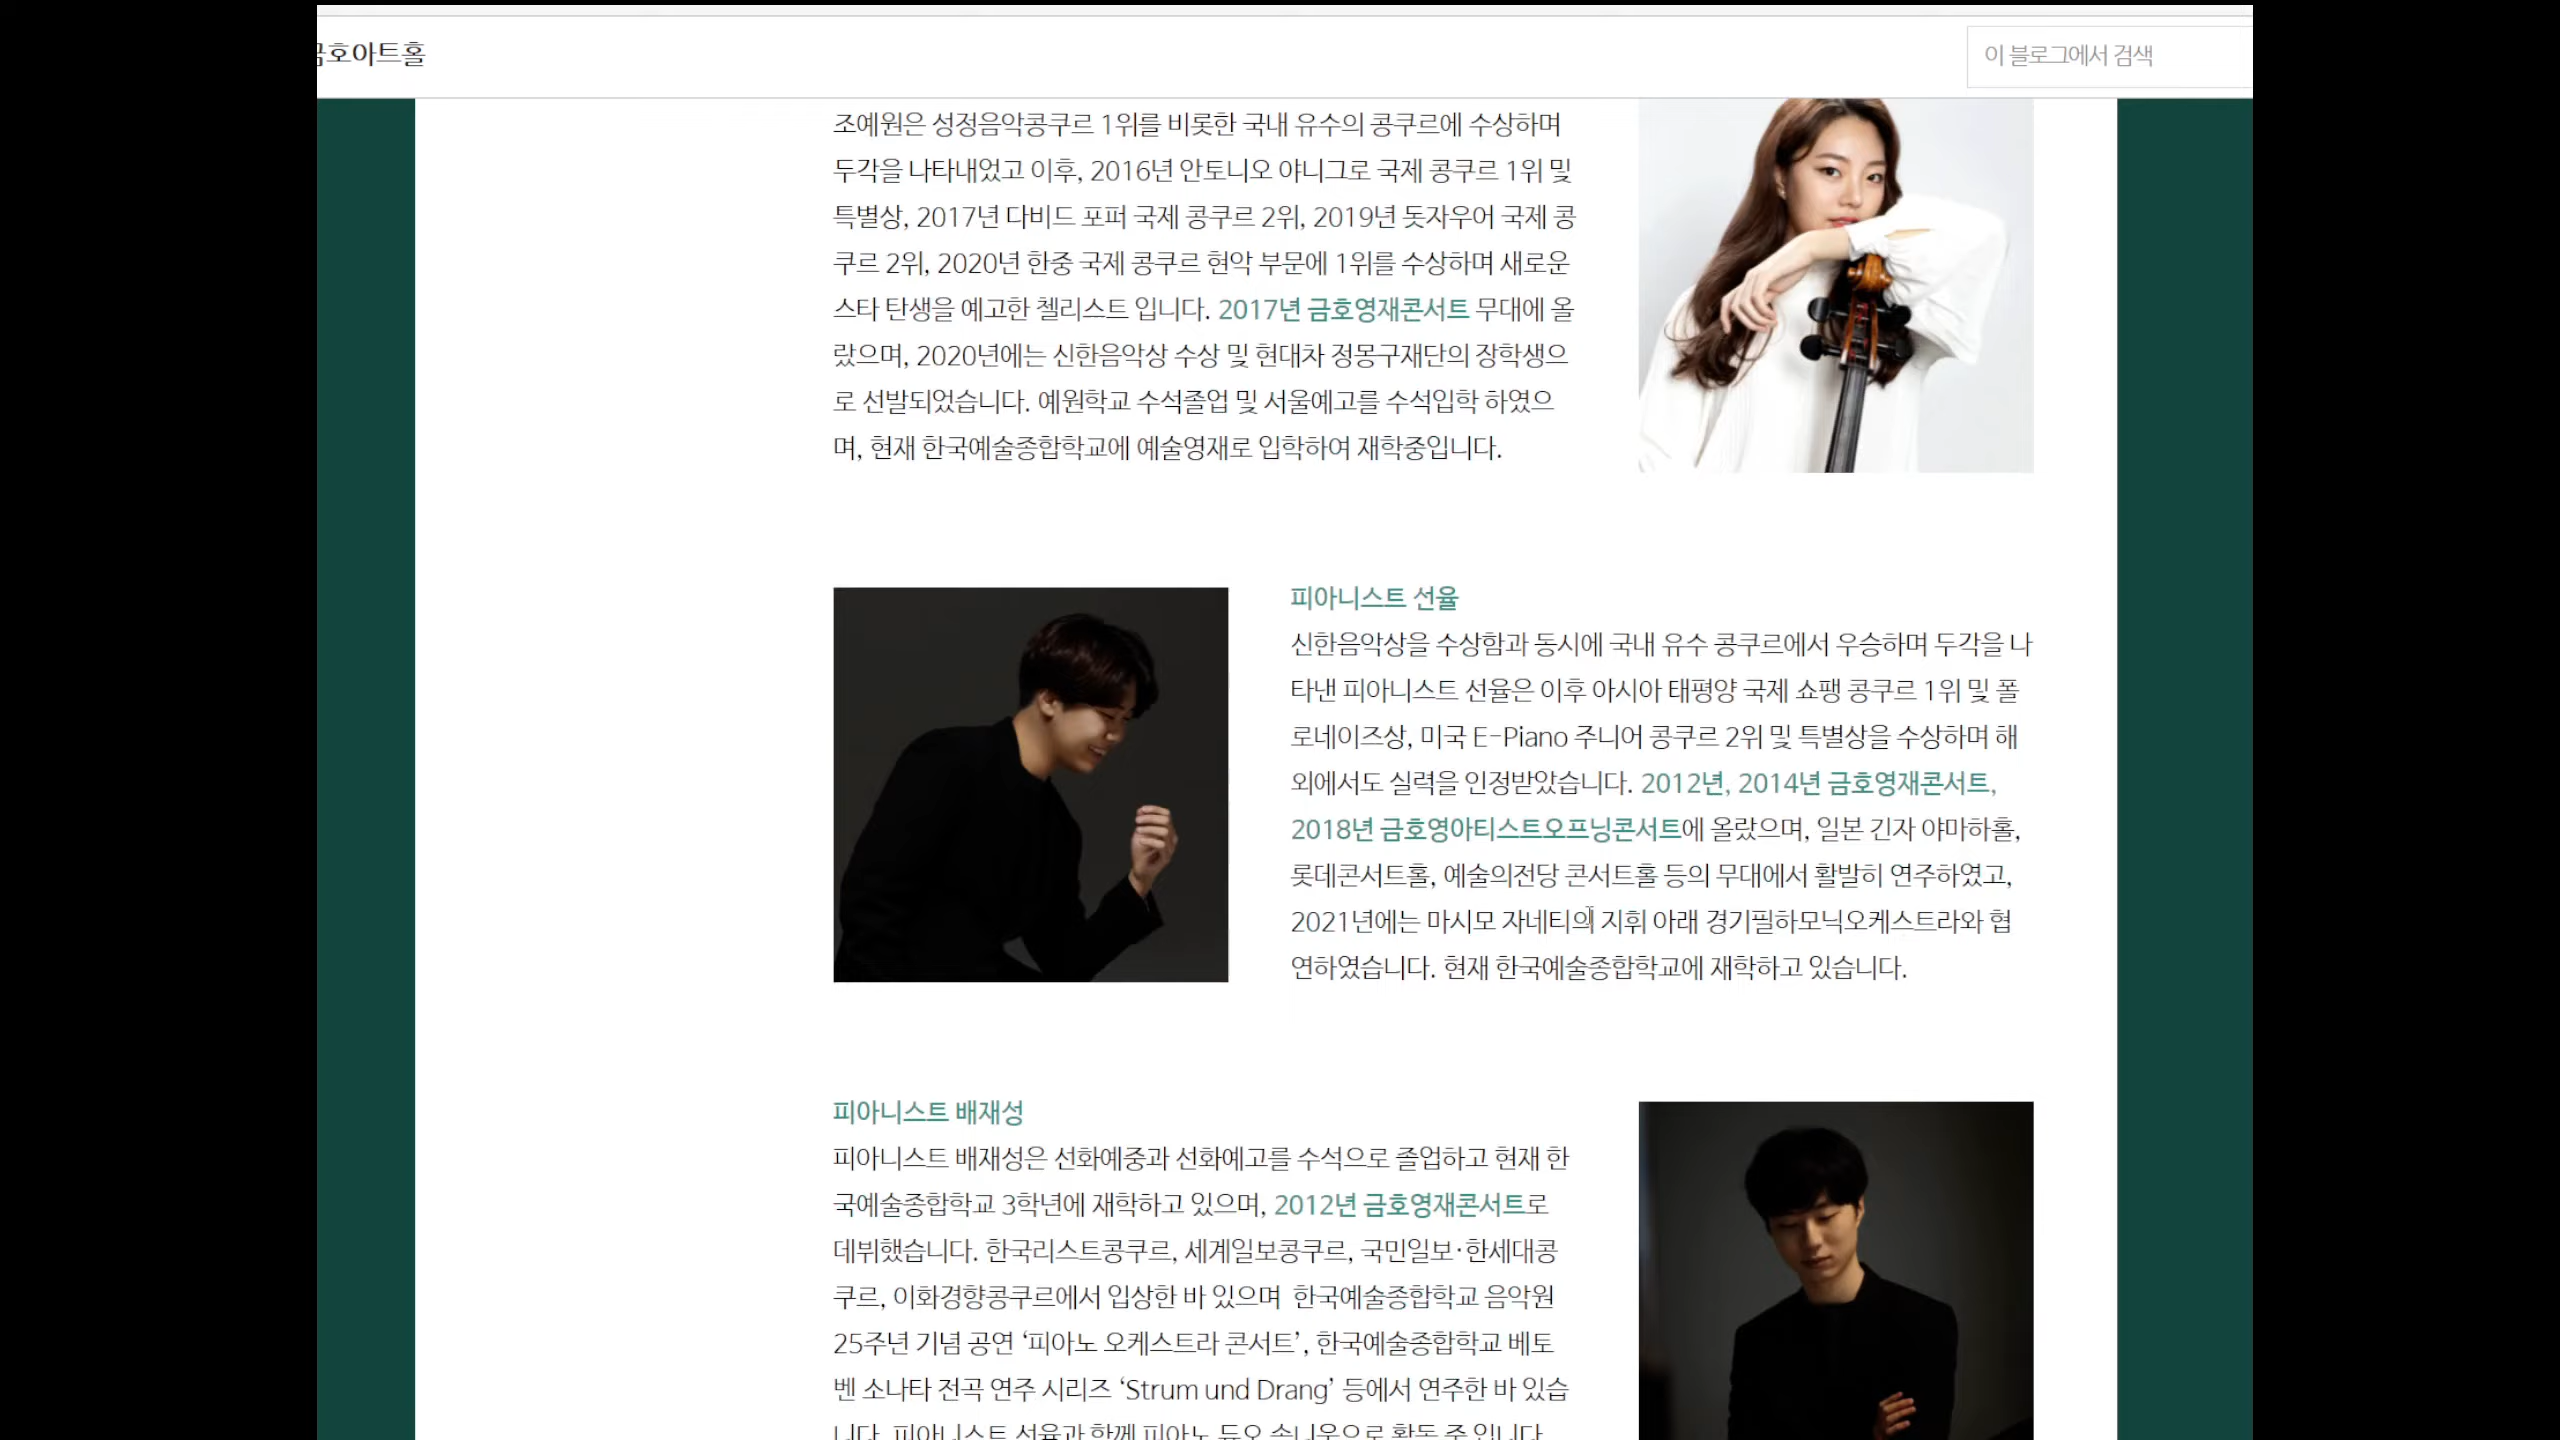 금호아트홀
이 블로그에서 검색
조예원은 성정음악콩쿠르 1위를 비롯한 국내 유수의 콩쿠르에 수상하며
두각을 나타내었고 이후, 2016년 안토니오 야니그로 국제 콩쿠르 1위 및
특별상, 2017년 다비드 포퍼 국제 콩쿠르 2위, 2019년 돗자우어 국제 콩
쿠르 2위, 2020년 한중 국제 콩쿠르 현악 부문에 1위를 수상하며 새로운
스타 탄생을 예고한 첼리스트 입니다. 2017년 금호영재콘서트 무대에 올
랐으며, 2020년에는 신한음악상 수상 및 현대차 정몽구재단의 장학생으
로 선발되었습니다. 예원학교 수석졸업 및 서울예고를 수석입학 하였으
며, 현재 한국예술종합학교에 예술영재로 입학하여 재학중입니다.
피아니스트 선율
신한음악상을 수상함과 동시에 국내 유수 콩쿠르에서 우승하며 두각을 나
타낸 피아니스트 선율은 이후 아시아 태평양 국제 쇼팽 콩쿠르 1위 및 폴
로네이즈상, 미국 E-Piano 주니어 콩쿠르 2위 및 특별상을 수상하며 해
외에서도 실력을 인정받았습니다. 2012년, 2014년 금호영재콘서트,
2018년 금호영아티스트오프닝콘서트에 올랐으며, 일본 긴자 야마하홀,
롯데콘서트홀, 예술의전당 콘서트홀 등의 무대에서 활발히 연주하였고,
2021년에는 마시모 자네티의 지휘 아래 경기필하모닉오케스트라와 협
연하였습니다. 현재 한국예술종합학교에 재학하고 있습니다.
피아니스트 배재성
피아니스트 배재성은 선화예중과 선화예고를 수석으로 졸업하고 현재 한
국예술종합학교 3학년에 재학하고 있으며, 2012년 금호영재콘서트로
데뷔했습니다. 한국리스트콩쿠르, 세계일보콩쿠르, 국민일보·한세대콩
쿠르, 이화경향콩쿠르에서 입상한 바 있으며 한국예술종합학교 음악원
25주년 기념 공연 ‘피아노 오케스트라 콘서트’, 한국예술종합학교 베토
벤 소나타 전곡 연주 시리즈 ‘Strum und Drang’ 등에서 연주한 바 있습
니다. 피아니스트 선율과 함께 피아노 듀오